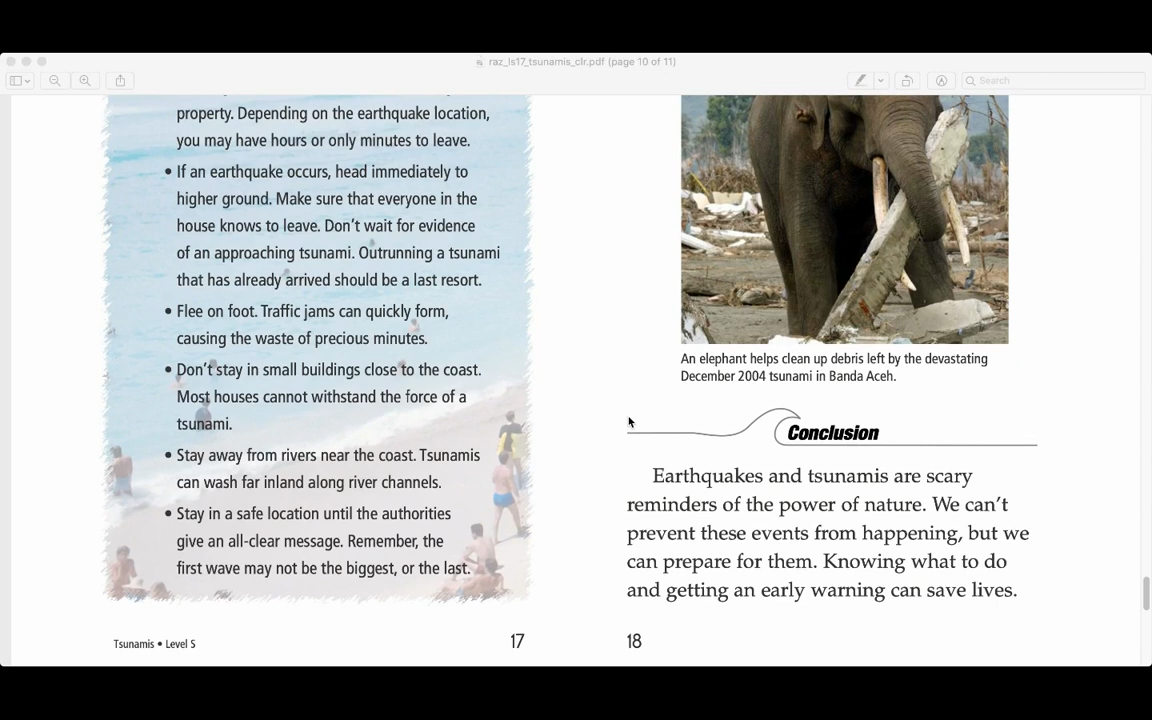 raz_ls17_tsunamis_clr.pdf (page 10 of 11)
Search
property. Depending on the earthquake location,
you may have hours or only minutes to leave.
• If an earthquake occurs, head immediately to
higher ground. Make sure that everyone in the
house knows to leave. Don't wait for evidence
of an approaching tsunami. Outrunning a tsunami
that has already arrived should be a last resort.
• Flee on foot. Traffic jams can quickly form,
causing the waste of precious minutes.
• Don't stay in small buildings close to the coast.
Most houses cannot withstand the force of a
tsunami.
• Stay away from rivers near the coast. Tsunamis
can wash far inland along river channels.
• Stay in a safe location until the authorities
give an all-clear message. Remember, the
first wave may not be the biggest, or the last.
Tsunamis • Level S
17
An elephant helps clean up debris left by the devastating
December 2004 tsunami in Banda Aceh.
Conclusion
Earthquakes and tsunamis are scary
reminders of the power of nature. We can't
prevent these events from happening, but we
can prepare for them. Knowing what to do
and getting an early warning can save lives.
18